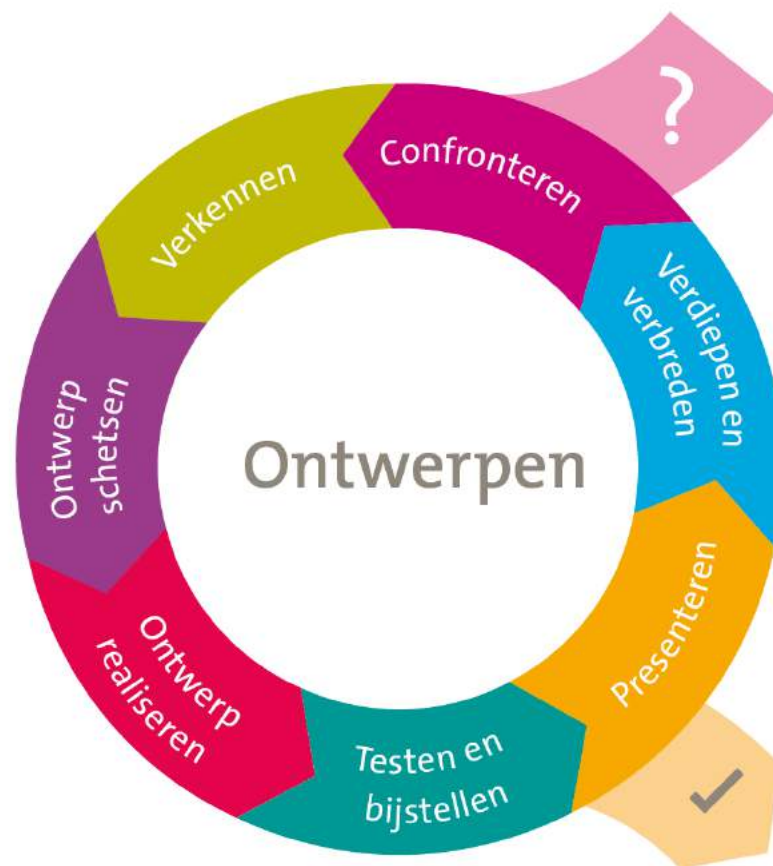 ?
Confronteren
Verkennen
Ontwerp
schetsen
Ontwerp
realiseren
Testen en
bijstellen
Presenteren
Verdiepen en
verbreden
Ontwerpen